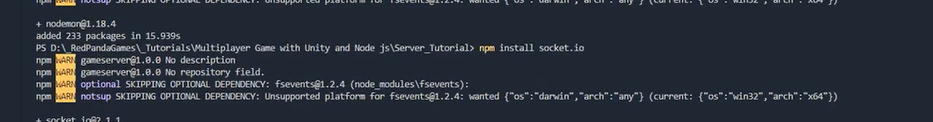 npm WARN notsup SKIPPING OPTIONAL DEPENDENCY: Unsupported platform for fsevents@1.2.4: wanted {"os":"darwin","arch":"any"} (current: {"os":"win32","arch":"x64"})
+ nodemon@1.18.4
added 233 packages in 15.939s
PS D:\_RedPandaGames\_Tutorials\Multiplayer Game with Unity and Node js\Server_Tutorial> npm install socket.io
npm WARN gameserver@1.0.0 No description
npm WARN gameserver@1.0.0 No repository field.
npm WARN optional SKIPPING OPTIONAL DEPENDENCY: fsevents@1.2.4 (node_modules\fsevents):
npm WARN notsup SKIPPING OPTIONAL DEPENDENCY: Unsupported platform for fsevents@1.2.4: wanted {"os":"darwin","arch":"any"} (current: {"os":"win32","arch":"x64"})
+ socket.io@2.1.1